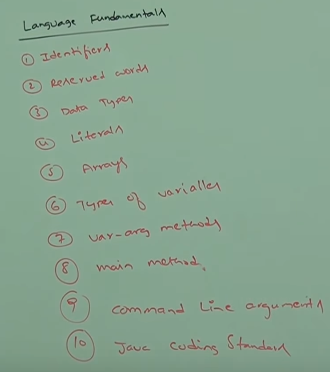 Language Fundamentals
① Identifiers
② Reserved words
③ Data Types
④ Literals
⑤ Arrays
⑥ Types of variables
⑦ var-arg methods
⑧ main method.
⑨ command Line arguments
⑩ Java coding Standard